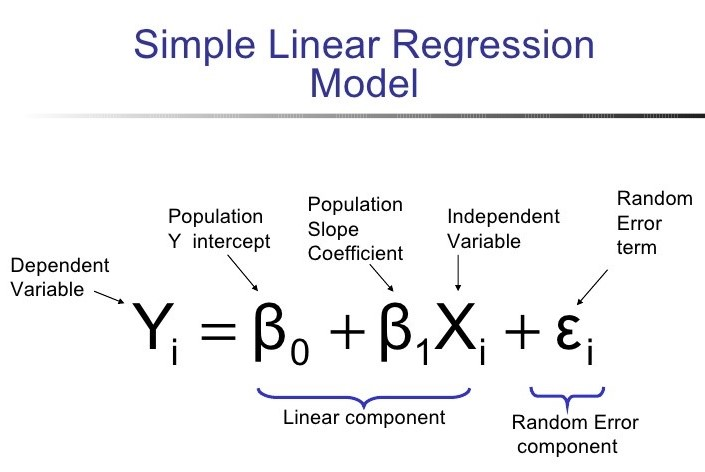 Simple Linear Regression
Model
Dependent
Variable
Population
Y intercept
Population
Slope
Coefficient
Independent
Variable
Random
Error
term
Yᵢ = β₀ + β₁Xᵢ + εᵢ
Linear component
Random Error
component